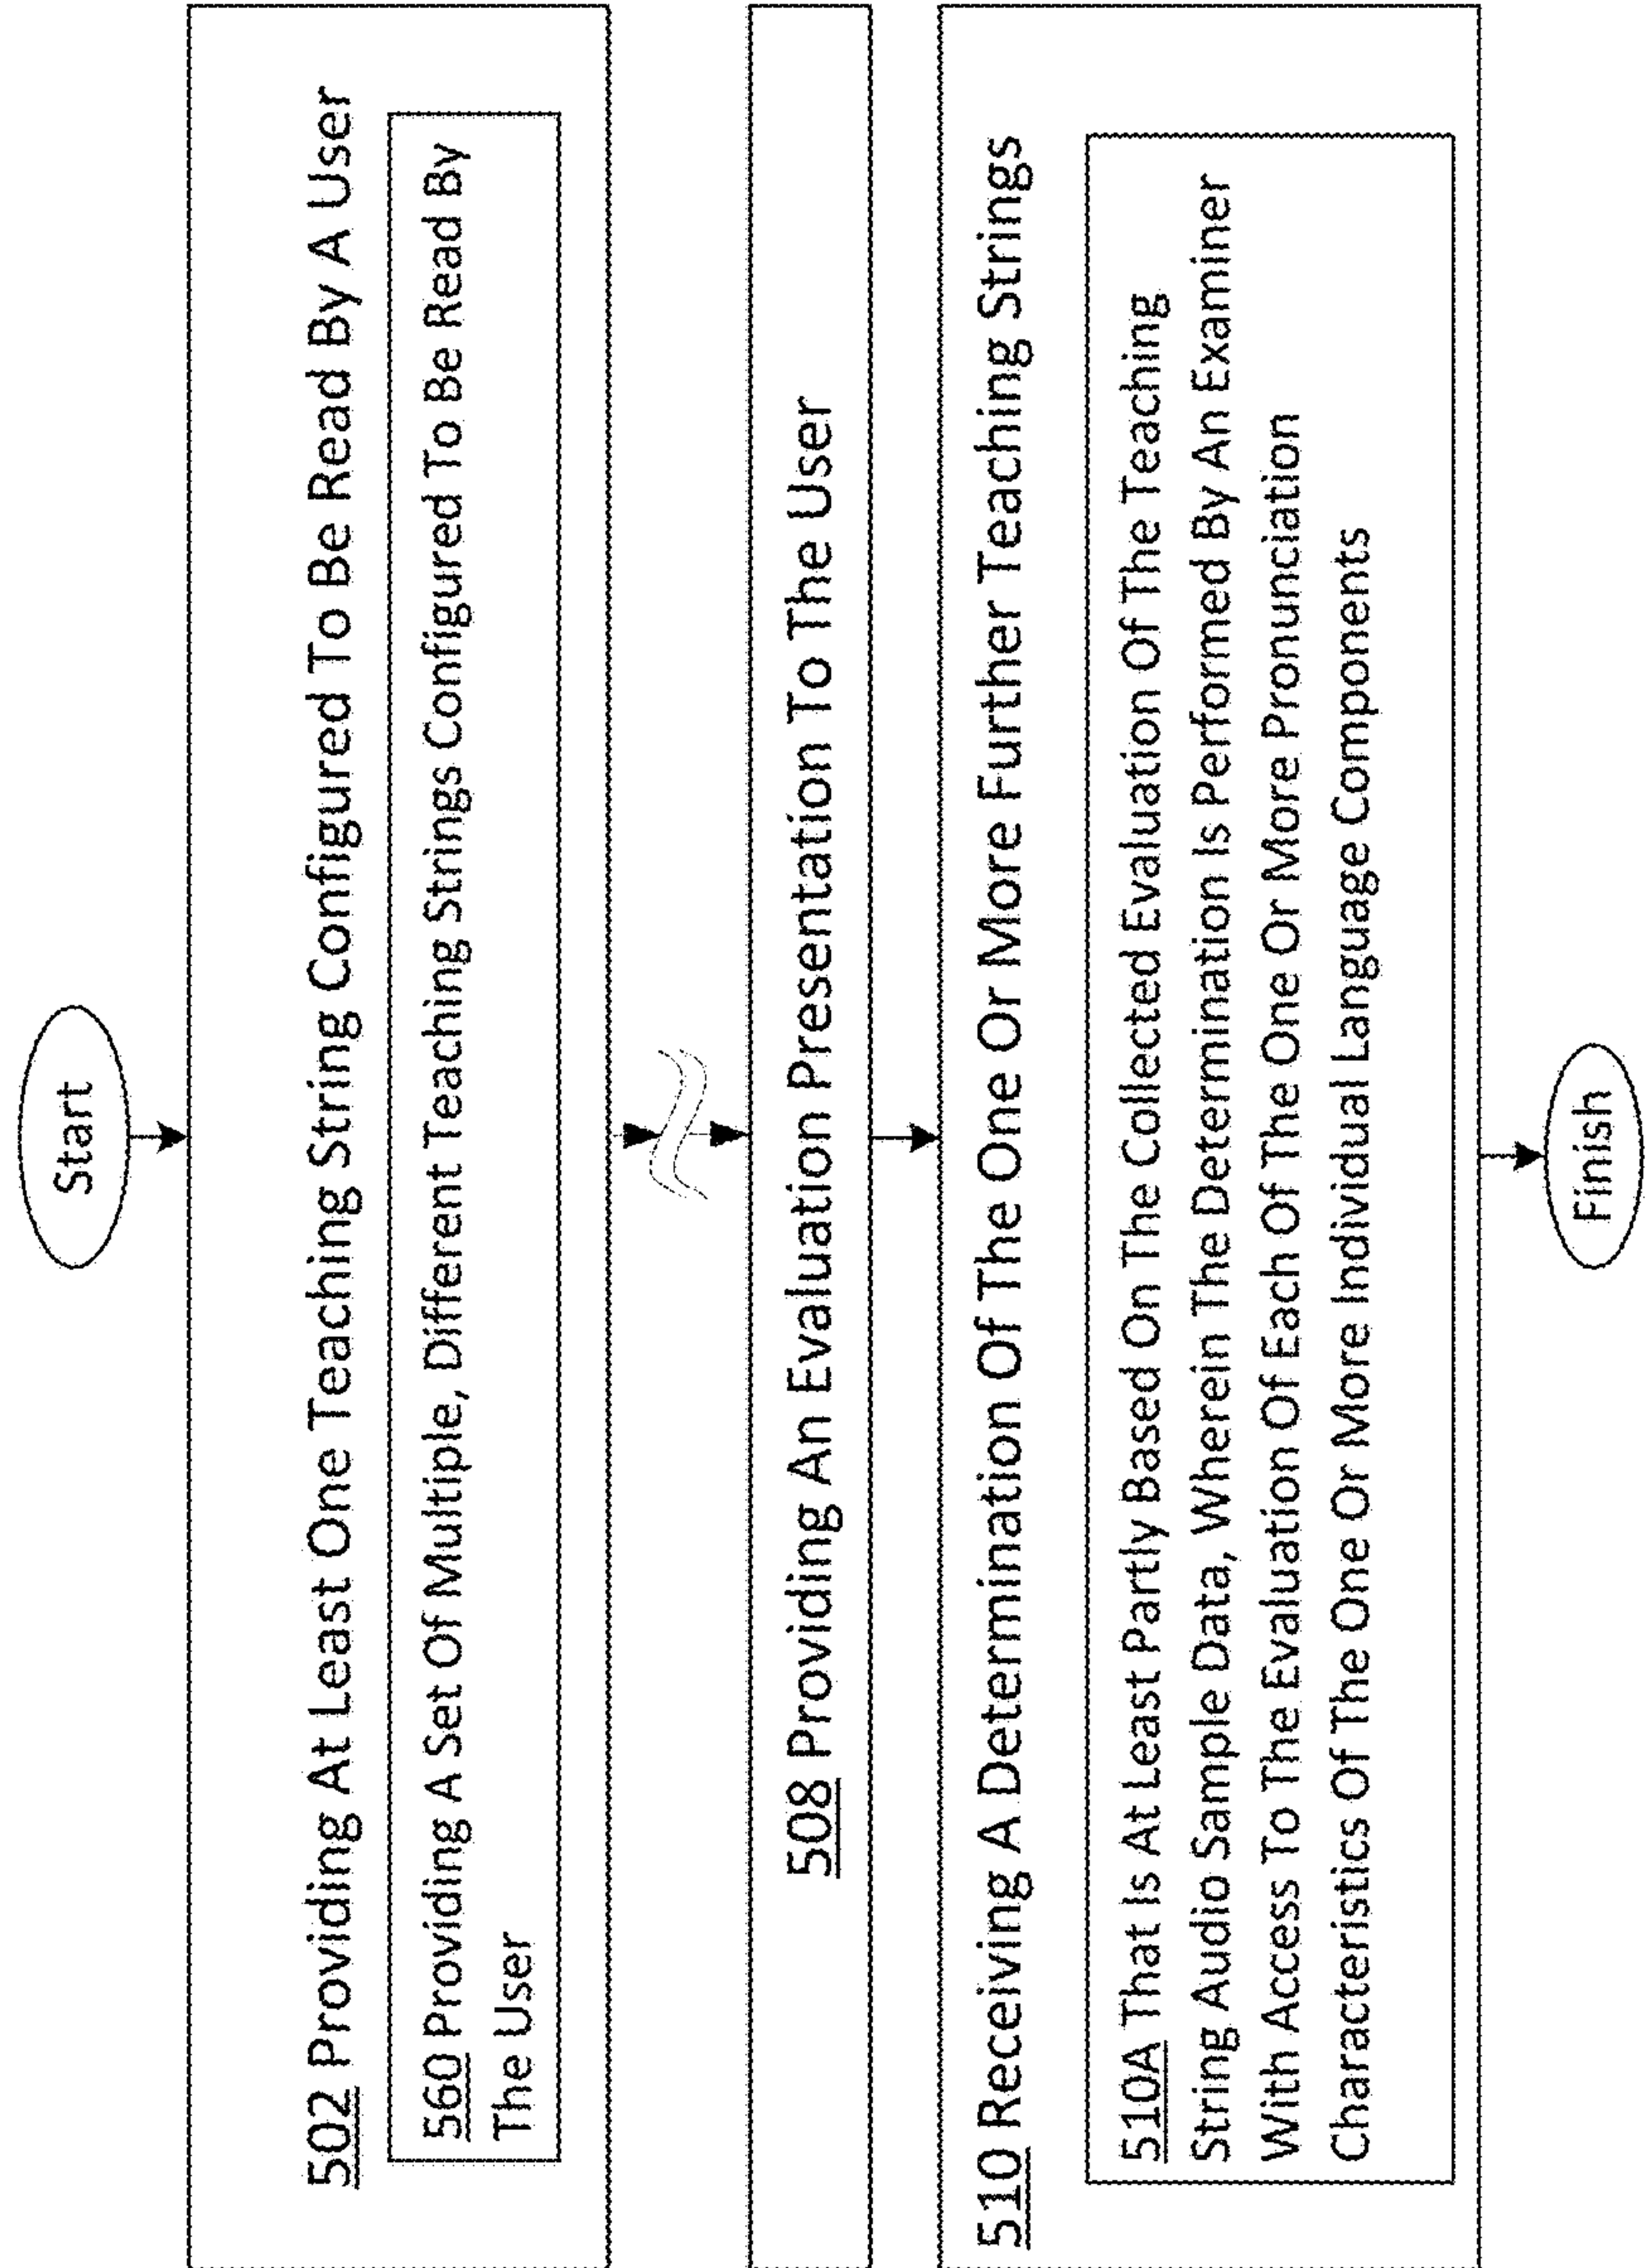 Start
502 Providing At Least One Teaching String Configured To Be Read By A User
560 Providing A Set Of Multiple, Different Teaching Strings Configured To Be Read By
The User
508 Providing An Evaluation Presentation To The User
510 Receiving A Determination Of The One Or More Further Teaching Strings
510A That Is At Least Partly Based On The Collected Evaluation Of The Teaching
String Audio Sample Data, Wherein The Determination Is Performed By An Examiner
With Access To The Evaluation Of Each Of The One Or More Pronunciation
Characteristics Of The One Or More Individual Language Components
Finish